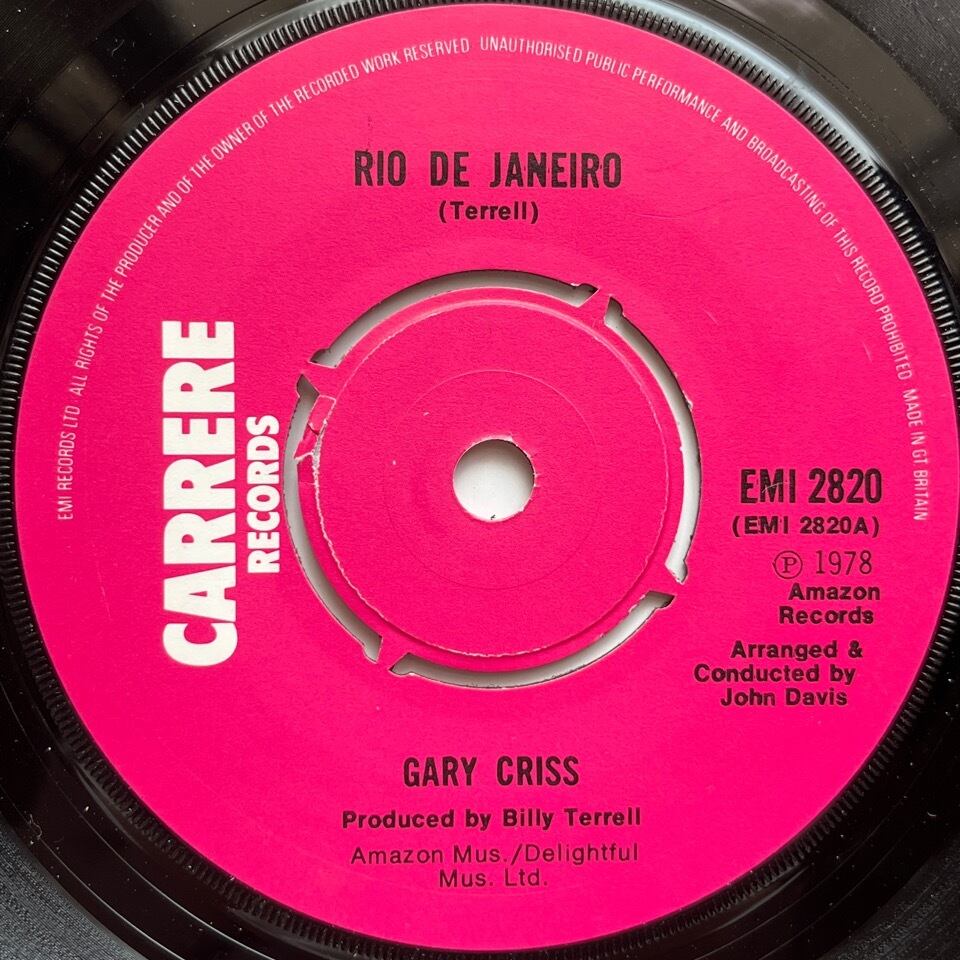 EMI RECORDS LTD ALL RIGHTS OF THE PRODUCER AND OF THE OWNER OF THE RECORDED WORK RESERVED UNAUTHORISED PUBLIC PERFORMANCE AND BROADCASTING OF THIS RECORD PROHIBITED MADE IN GT BRITAIN
RIO DE JANEIRO
(Terrell)
CARRERE
RECORDS
EMI 2820
(EMI 2820A)
℗ 1978
Amazon
Records
Arranged &
Conducted by
John Davis
GARY CRISS
Produced by Billy Terrell
Amazon Mus./Delightful
Mus. Ltd.